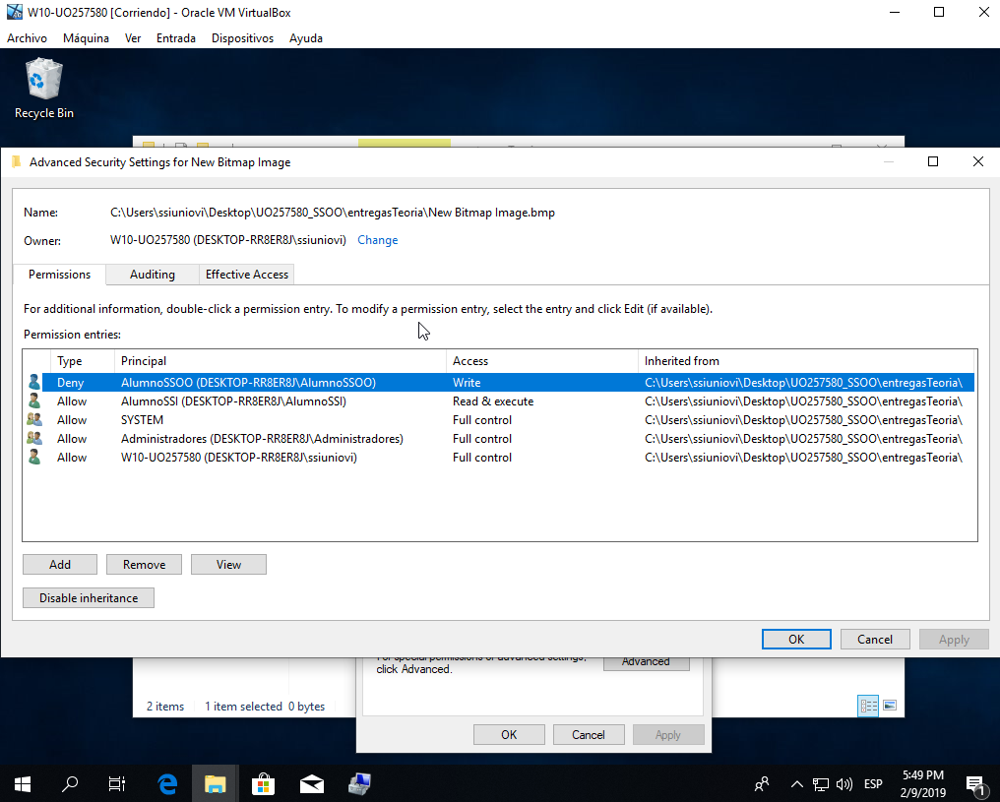 W10-UO257580 [Corriendo] - Oracle VM VirtualBox
Archivo Máquina Ver Entrada Dispositivos Ayuda
Recycle Bin
Advanced Security Settings for New Bitmap Image
Name: C:\Users\ssiuniovi\Desktop\UO257580_SSOO\entregasTeoria\New Bitmap Image.bmp
Owner: W10-UO257580 (DESKTOP-RR8ER8J\ssiuniovi) Change
Permissions Auditing Effective Access
For additional information, double-click a permission entry. To modify a permission entry, select the entry and click Edit (if available).
Permission entries:
Type Principal Access Inherited from
Deny AlumnoSSOO (DESKTOP-RR8ER8J\AlumnoSSOO) Write C:\Users\ssiuniovi\Desktop\UO257580_SSOO\entregasTeoria\
Allow AlumnoSSI (DESKTOP-RR8ER8J\AlumnoSSI) Read & execute C:\Users\ssiuniovi\Desktop\UO257580_SSOO\entregasTeoria\
Allow SYSTEM Full control C:\Users\ssiuniovi\Desktop\UO257580_SSOO\entregasTeoria\
Allow Administradores (DESKTOP-RR8ER8J\Administradores) Full control C:\Users\ssiuniovi\Desktop\UO257580_SSOO\entregasTeoria\
Allow W10-UO257580 (DESKTOP-RR8ER8J\ssiuniovi) Full control C:\Users\ssiuniovi\Desktop\UO257580_SSOO\entregasTeoria\
Add Remove View
Disable inheritance
OK Cancel Apply
For special permissions or advanced settings,
click Advanced. Advanced
2 items 1 item selected 0 bytes
OK Cancel Apply
ESP
5:49 PM
2/9/2019
1